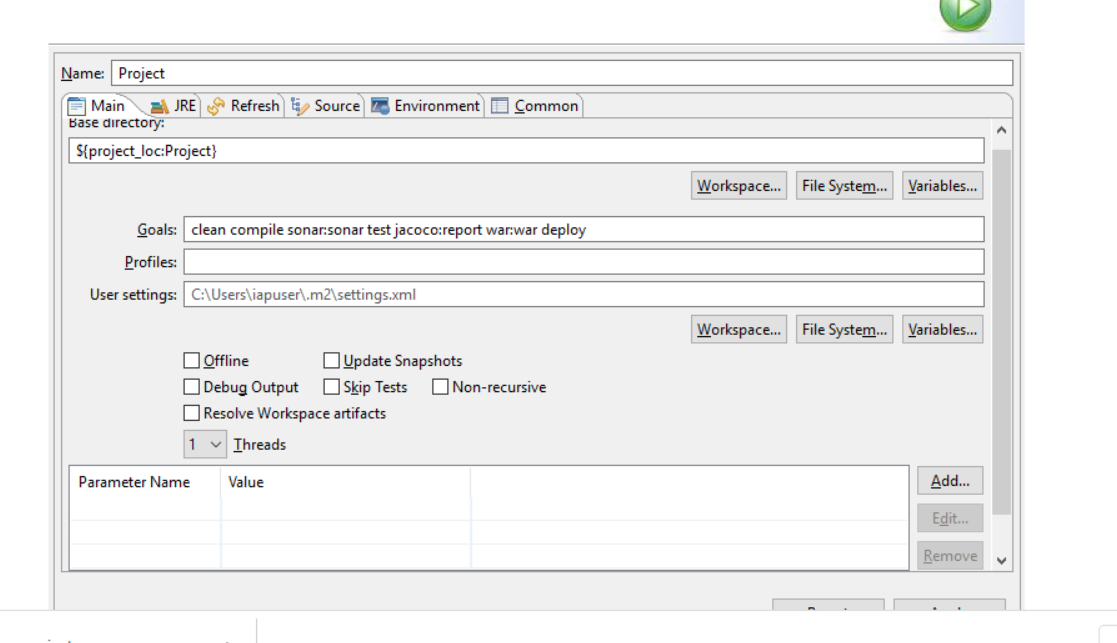 Name: Project
Main JRE Refresh Source Environment Common
Base directory:
${project_loc:Project}
Workspace... File System... Variables...
Goals: clean compile sonar:sonar test jacoco:report war:war deploy
Profiles:
User settings: C:\Users\iapuser\.m2\settings.xml
Workspace... File System... Variables...
Offline Update Snapshots
Debug Output Skip Tests Non-recursive
Resolve Workspace artifacts
1 Threads
Parameter Name Value Add...
Edit...
Remove